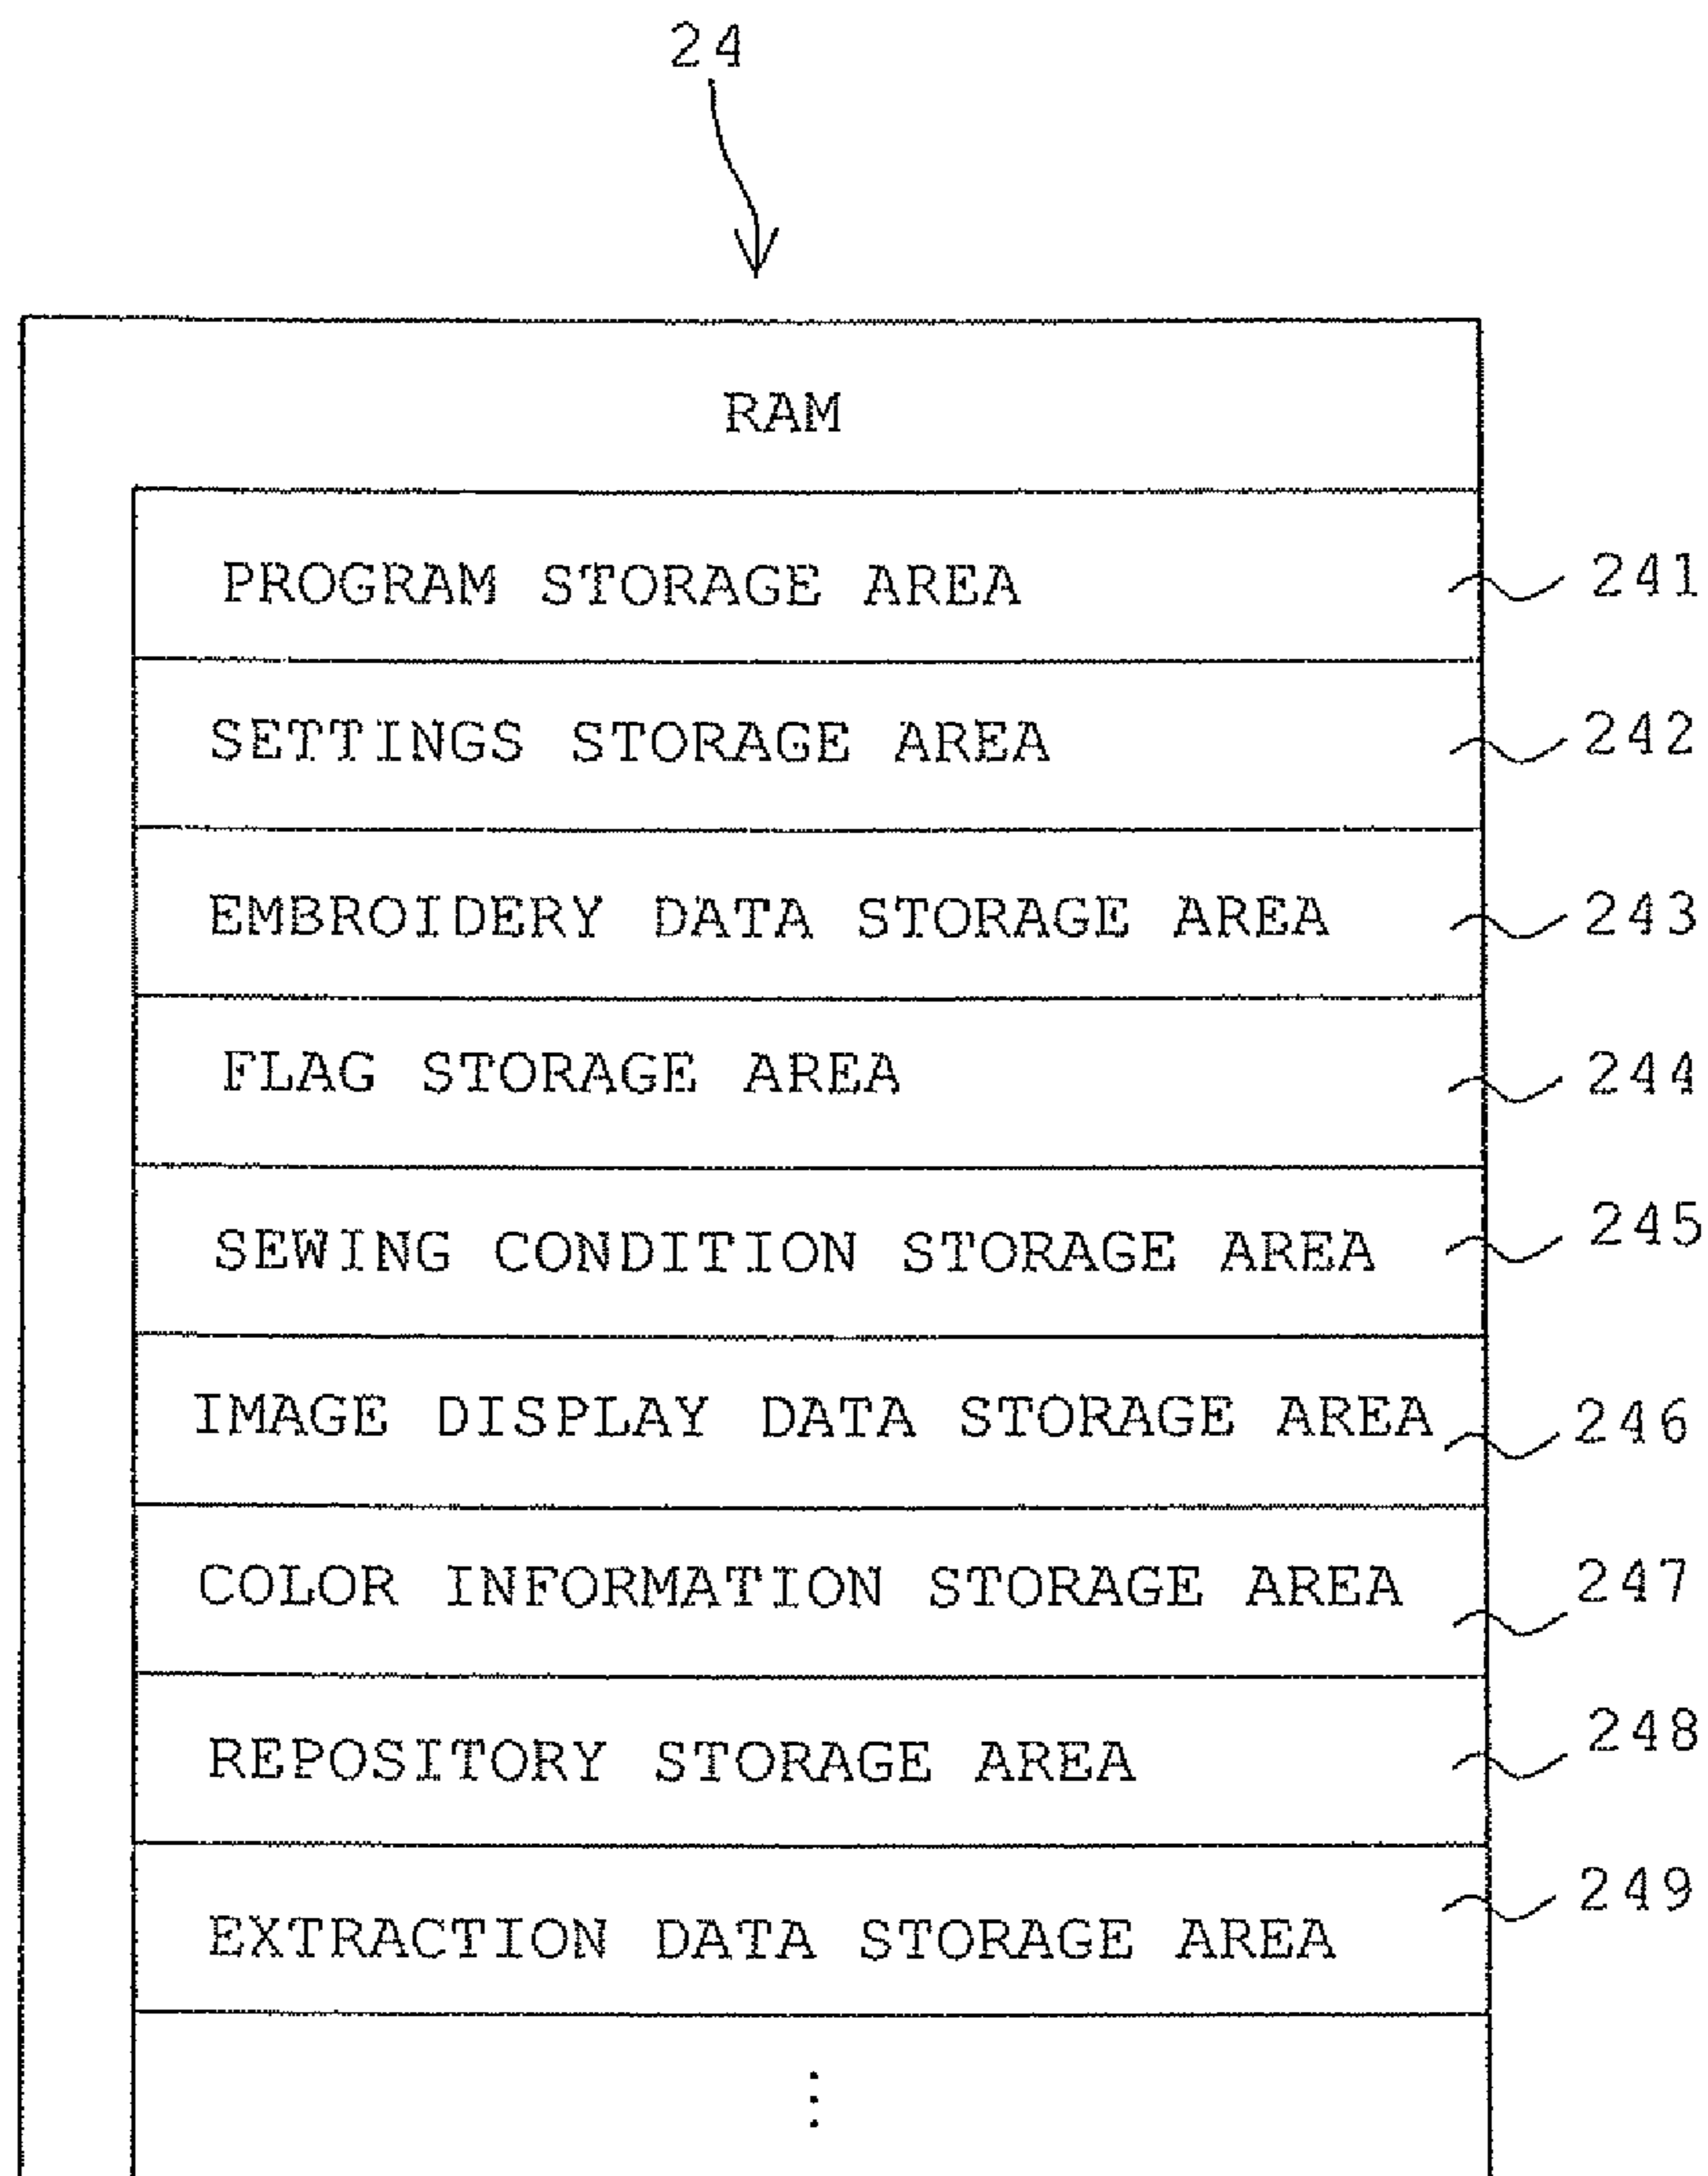 24
RAM
PROGRAM STORAGE AREA 241
SETTINGS STORAGE AREA 242
EMBROIDERY DATA STORAGE AREA 243
FLAG STORAGE AREA 244
SEWING CONDITION STORAGE AREA 245
IMAGE DISPLAY DATA STORAGE AREA 246
COLOR INFORMATION STORAGE AREA 247
REPOSITORY STORAGE AREA 248
EXTRACTION DATA STORAGE AREA 249
⋮